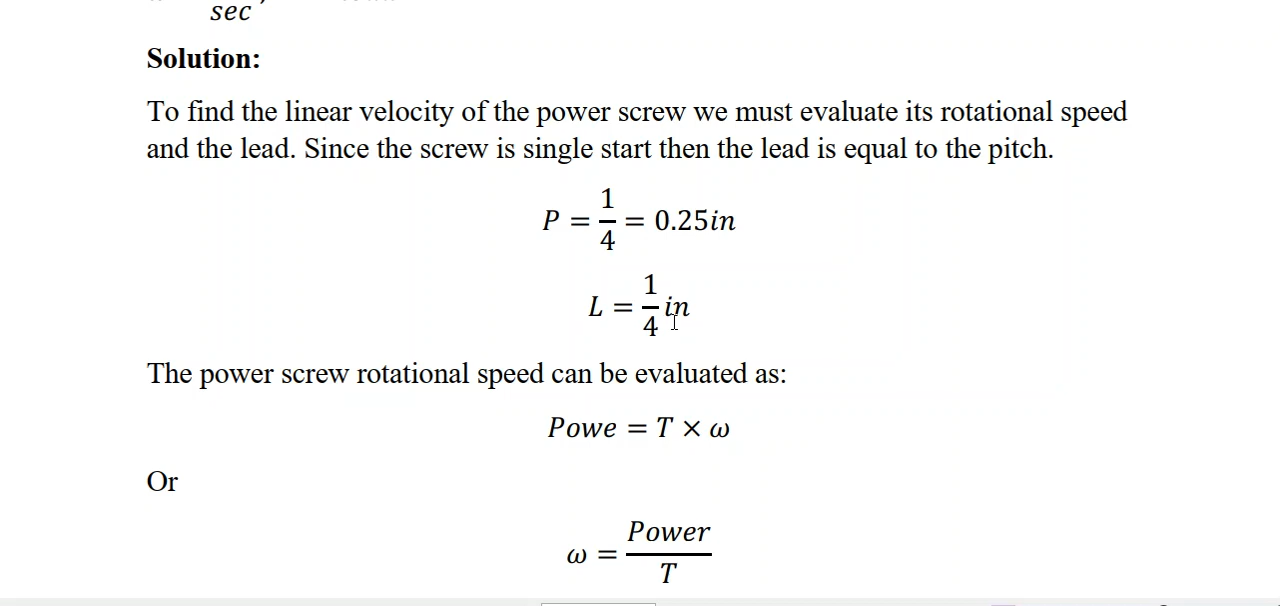 sec
Solution:
To find the linear velocity of the power screw we must evaluate its rotational speed
and the lead. Since the screw is single start then the lead is equal to the pitch.
P = 1/4 = 0.25in
L = 1/4 in
The power screw rotational speed can be evaluated as:
Powe = T × ω
Or
ω = Power/T